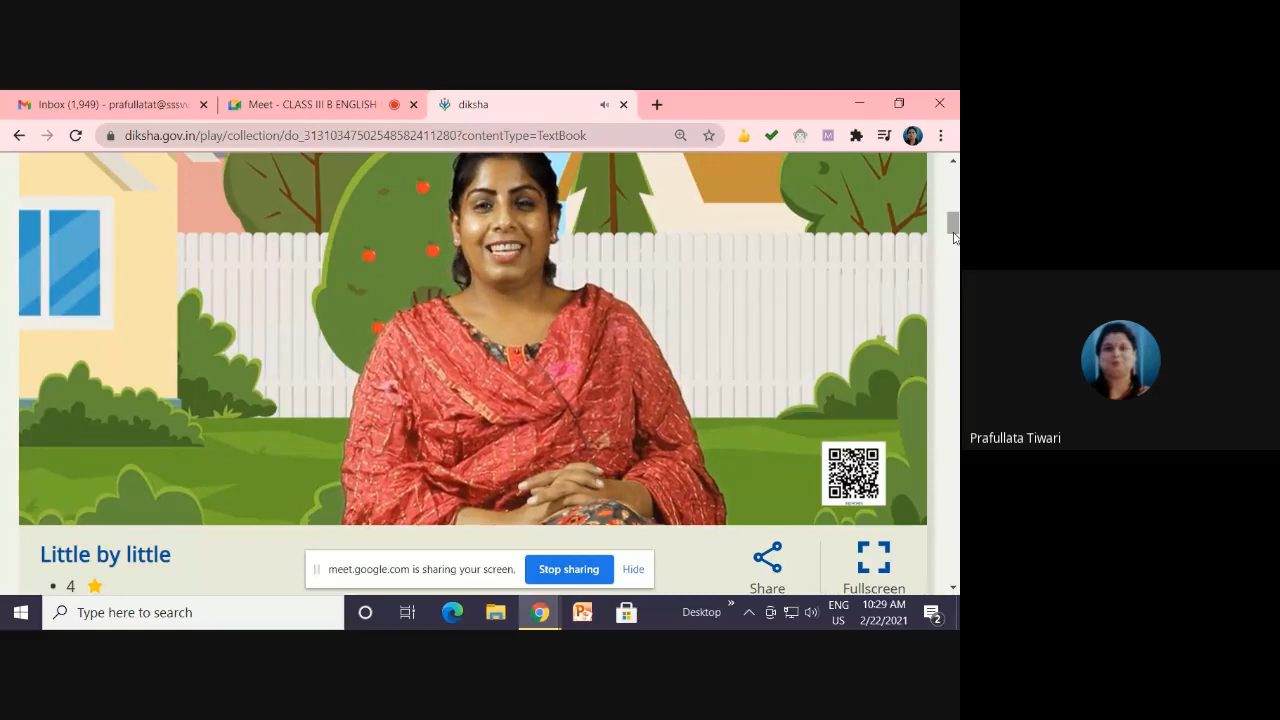 Inbox (1,949) - prafullatat@sssvv
Meet - CLASS III B ENGLISH
diksha
diksha.gov.in/play/collection/do_31310347502548582411280?contentType=TextBook
Prafullata Tiwari
Little by little
4
meet.google.com is sharing your screen.
Stop sharing
Hide
Share
Fullscreen
Type here to search
Desktop
ENG
US
10:29 AM
2/22/2021
2